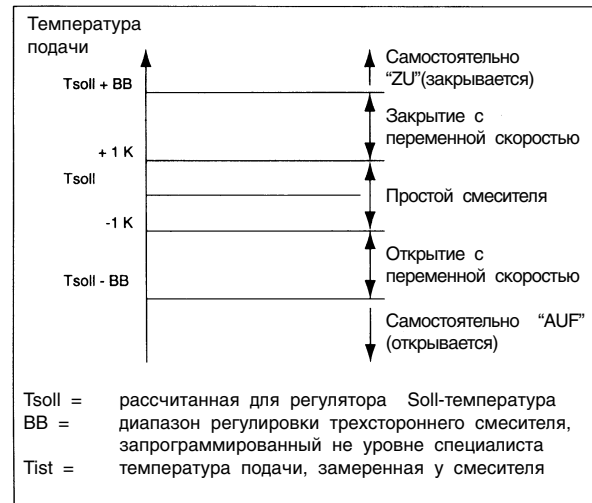 Температура
подачи
Самостоятельно
“ZU”(закрывается)
Tsoll + BB
Закрытие с
переменной скоростью
+ 1 K
Tsoll
Простой смесителя
-1 K
Открытие с
переменной скоростью
Tsoll - BB
Самостоятельно “AUF”
(открывается)
Tsoll = рассчитанная для регулятора Soll-температура
BB = диапазон регулировки трехстороннего смесителя,
запрограммированный не уровне специалиста
Tist = температура подачи, замеренная у смесителя